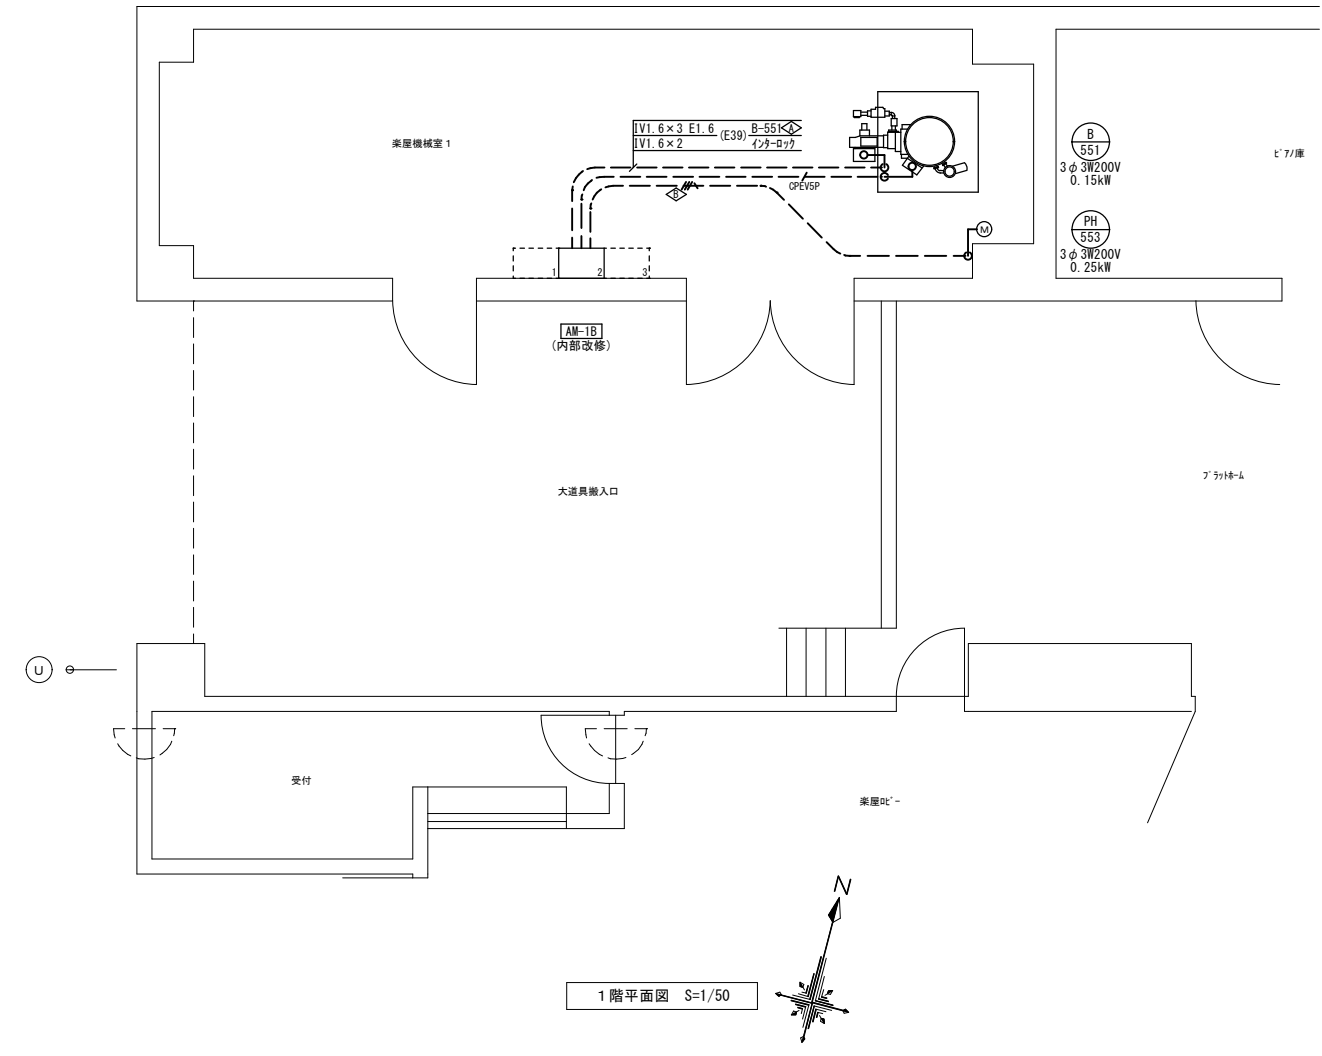 楽屋機械室1
IV1.6×3 E1.6 (E39) B-551 A
IV1.6×2 インターロック
CPEV5P
B
M
1 2 3
AM-1B
(内部改修)
B
551
3φ3W200V
0.15kW
PH
553
3φ3W200V
0.25kW
ピアノ庫
大道具搬入口
プラットホーム
U
受付
楽屋ロビー
N
1階平面図 S=1/50